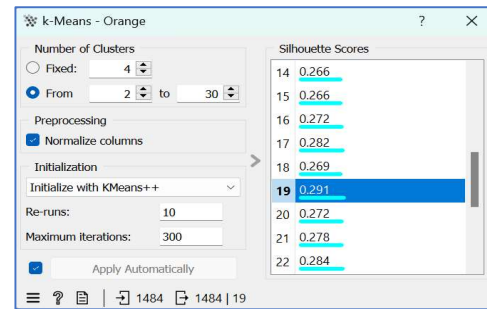 k-Means - Orange ? ×
Number of Clusters
Fixed: 4
From 2 to 30
Preprocessing
Normalize columns
Initialization
Initialize with KMeans++
Re-runs: 10
Maximum iterations: 300
Apply Automatically
1484 1484 | 19
Silhouette Scores
14 0.266
15 0.266
16 0.272
17 0.282
18 0.269
19 0.291
20 0.272
21 0.278
22 0.284